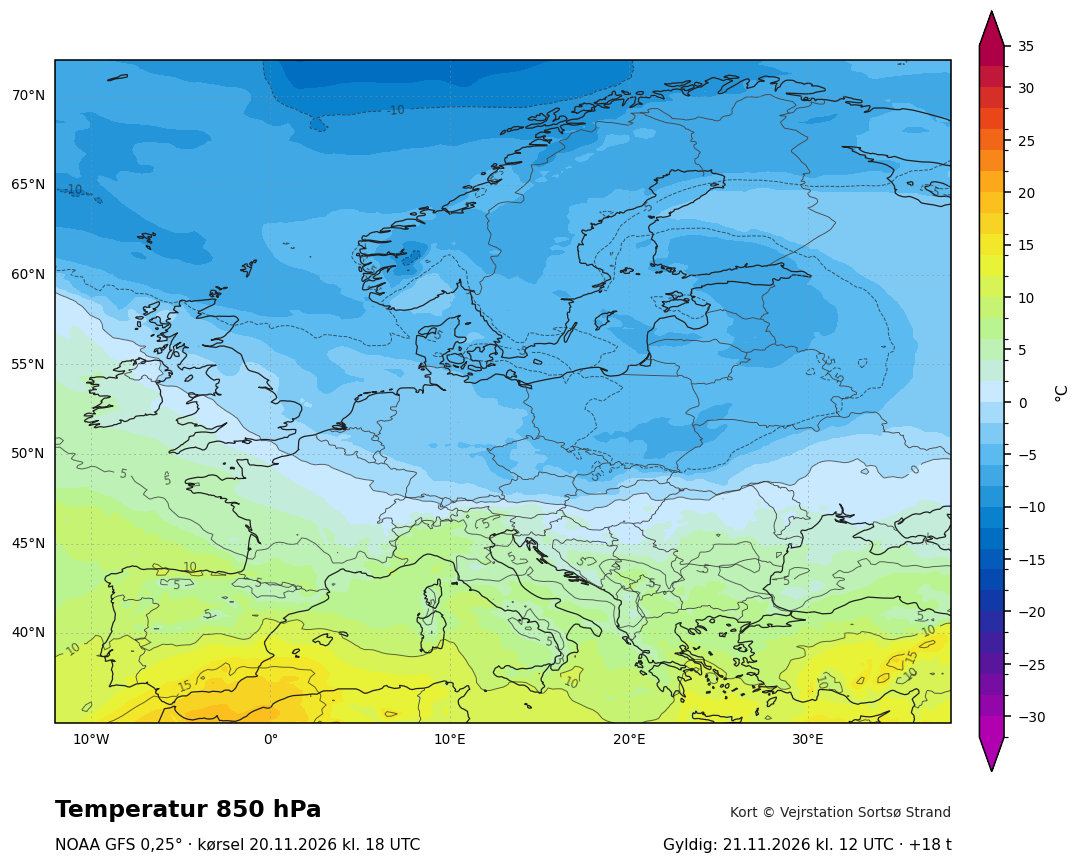 70°N
65°N
60°N
55°N
50°N
45°N
40°N
10°W
0°
10°E
20°E
30°E
35
30
25
20
15
10
5
0
−5
−10
−15
−20
−25
−30
°C
Temperatur 850 hPa
Kort © Vejrstation Sortsø Strand
NOAA GFS 0,25° · kørsel 20.11.2026 kl. 18 UTC
Gyldig: 21.11.2026 kl. 12 UTC · +18 t